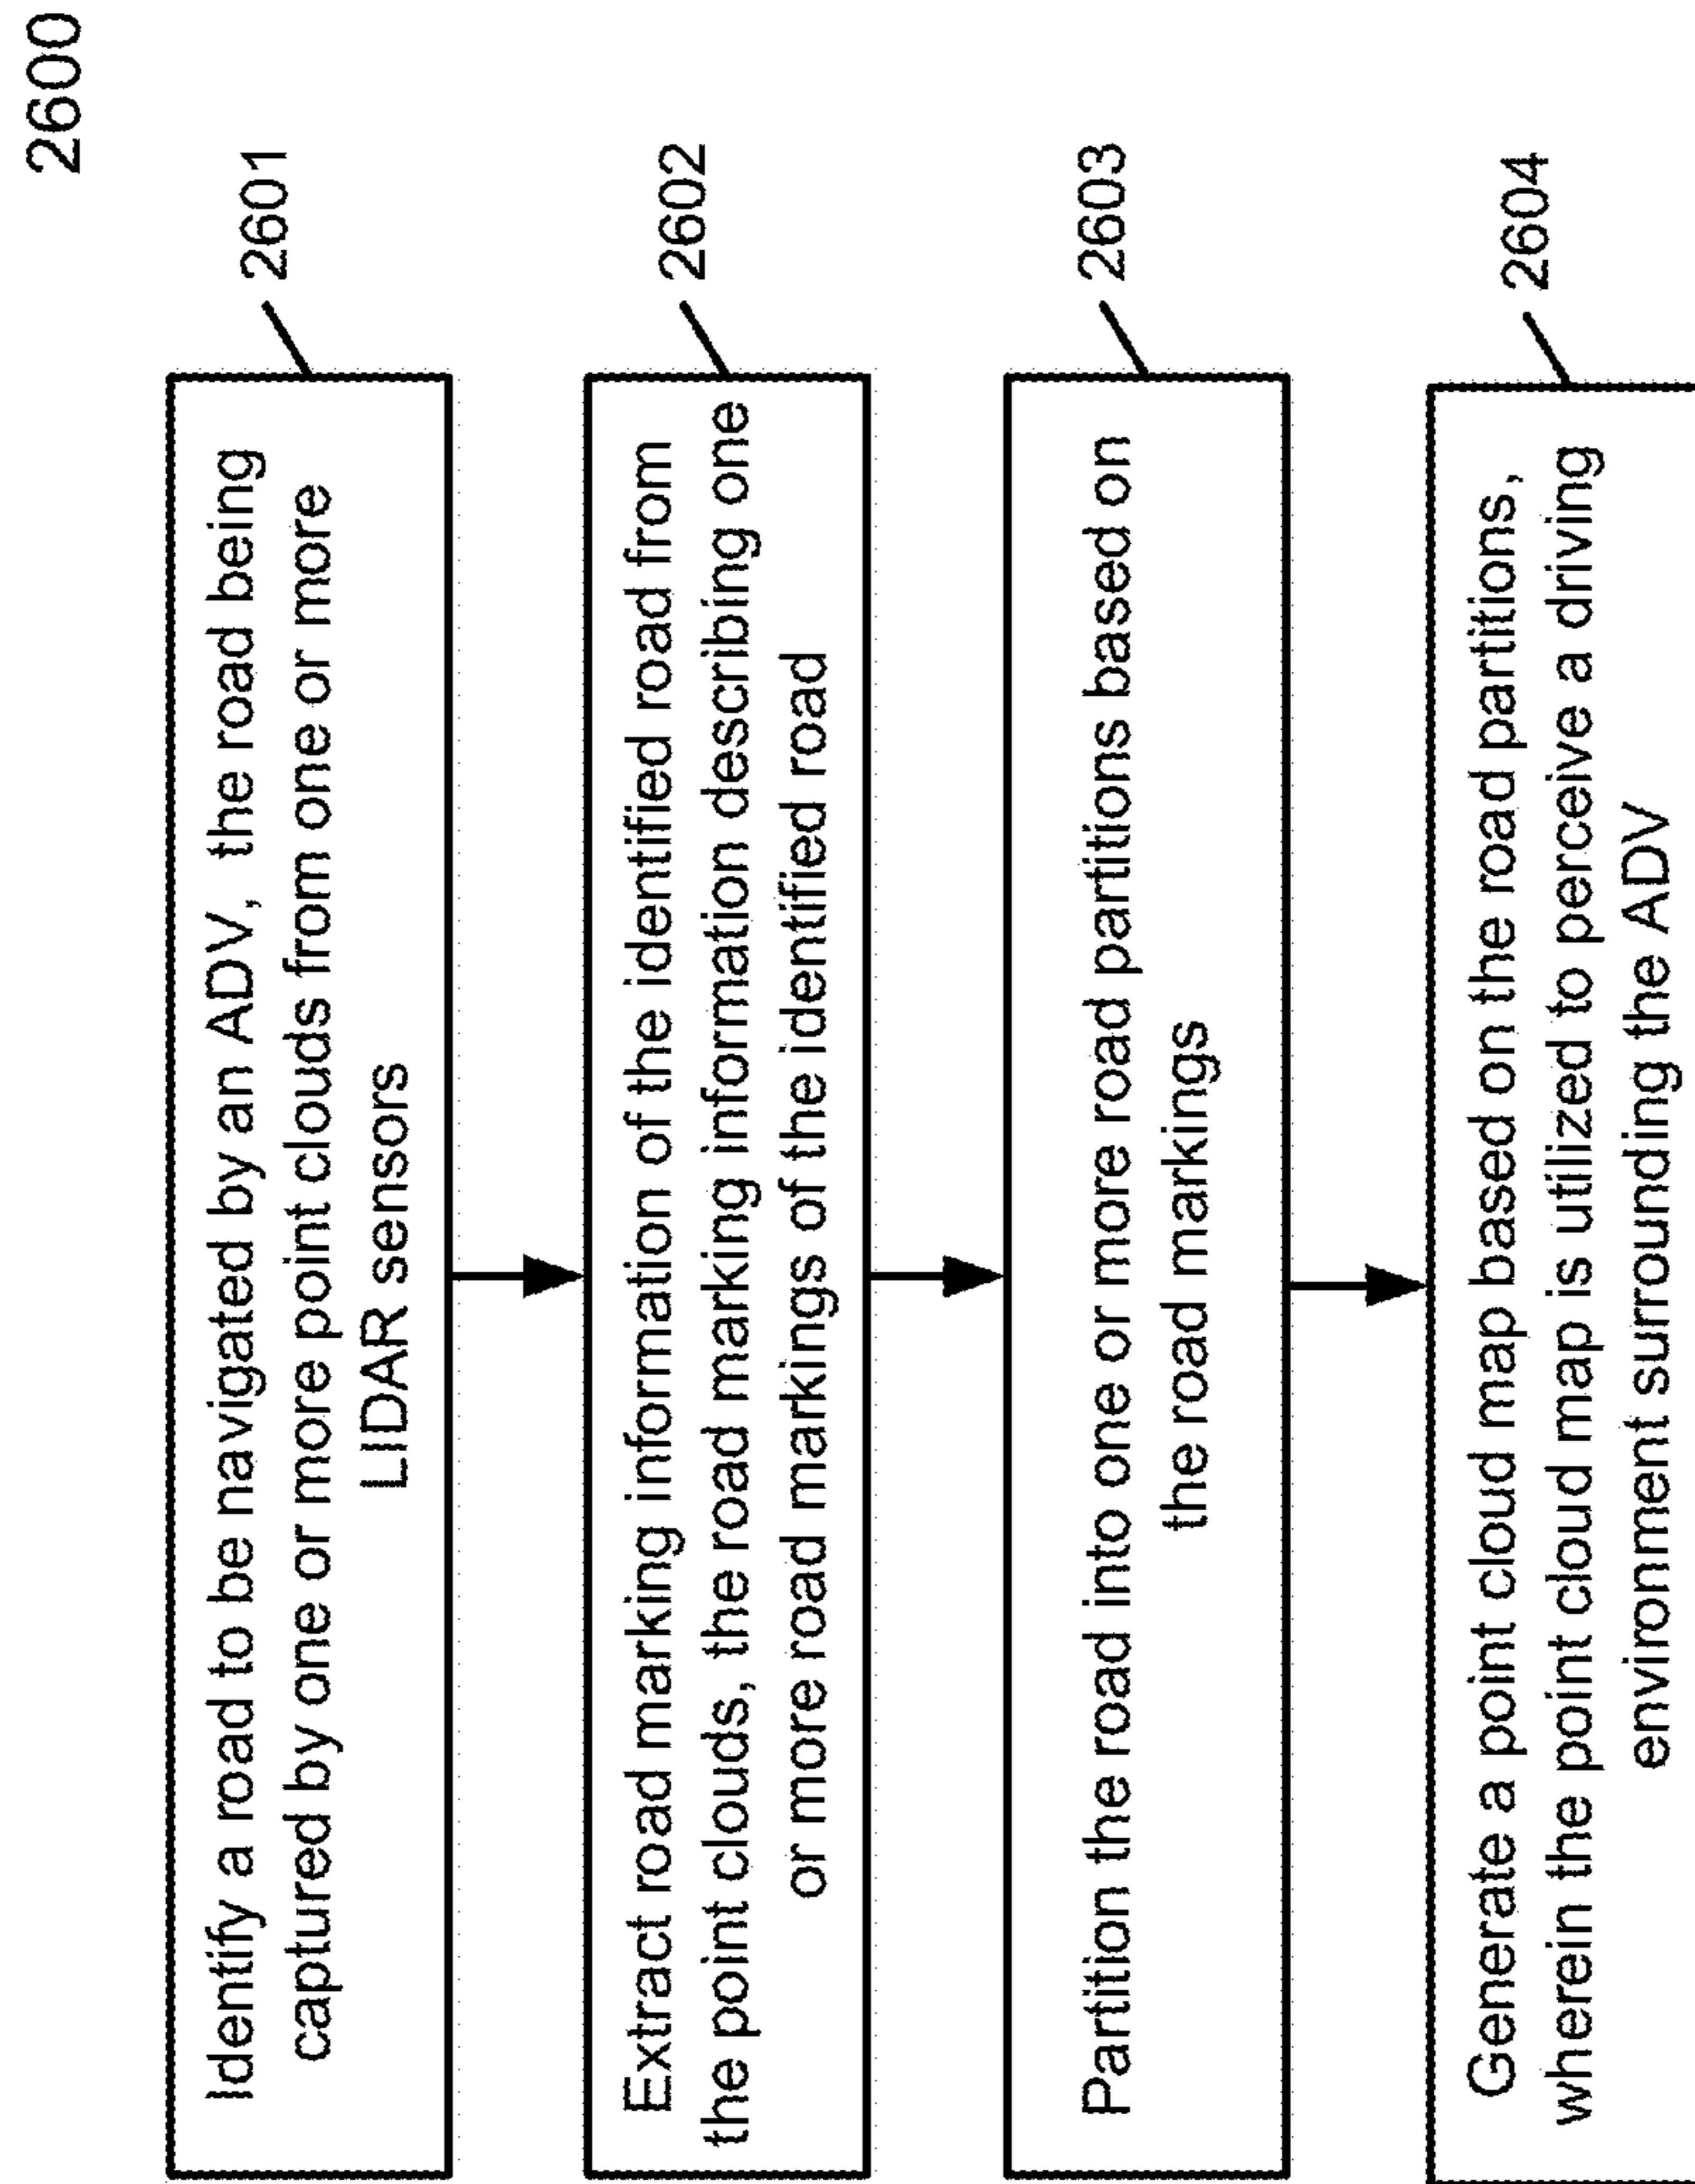 2600
Identify a road to be navigated by an ADV, the road being
captured by one or more point clouds from one or more
LIDAR sensors
2601
Extract road marking information of the identified road from
the point clouds, the road marking information describing one
or more road markings of the identified road
2602
Partition the road into one or more road partitions based on
the road markings
2603
Generate a point cloud map based on the road partitions,
wherein the point cloud map is utilized to perceive a driving
environment surrounding the ADV
2604